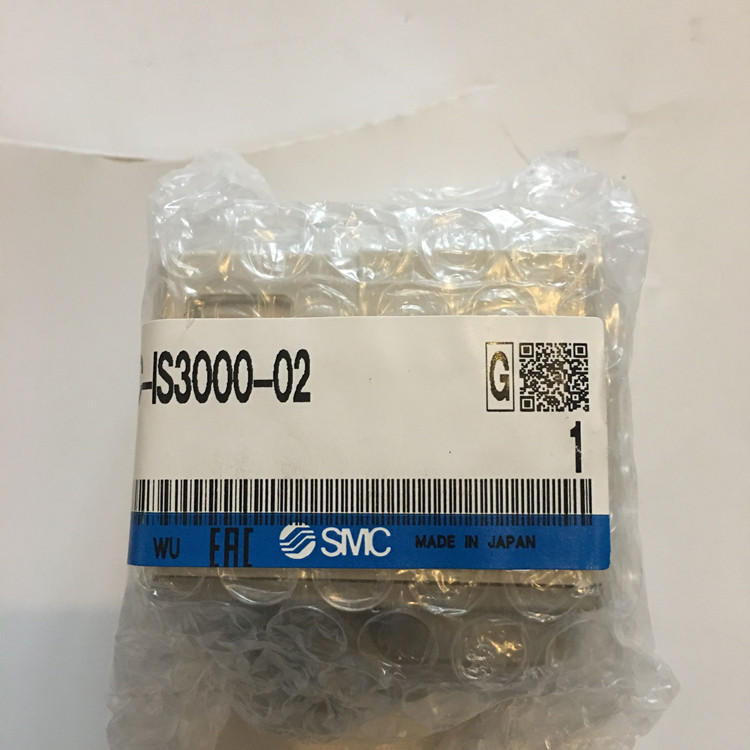 -IS3000-02
G
1
WU EAC SMC MADE IN JAPAN